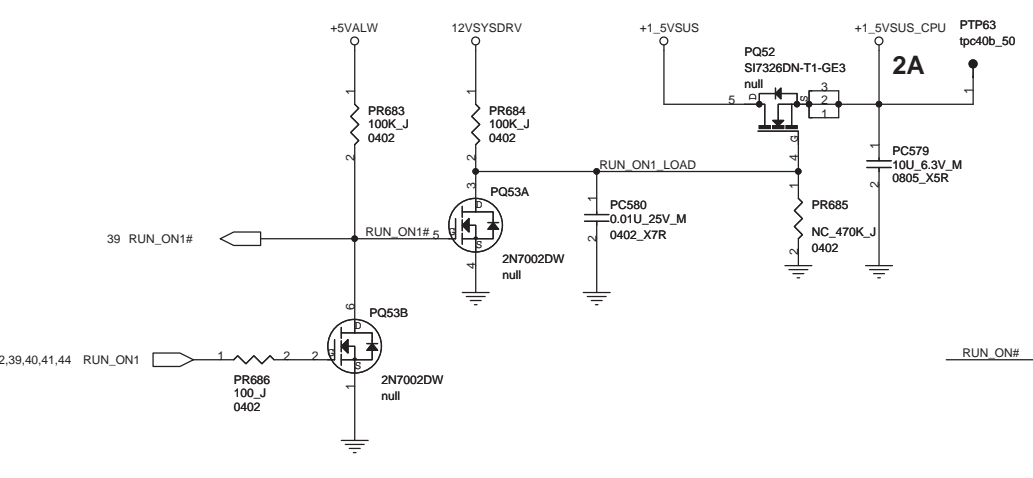 +5VALW
12VSYSDRV
+1_5VSUS
+1_5VSUS_CPU
PTP63
tpc40b_50
2A
PQ52
SI7326DN-T1-GE3
null
5
D
S
3
2
1
G
4
1
1
PR683
100K_J
0402
2
1
PR684
100K_J
0402
2
RUN_ON1_LOAD
1
PC579
10U_6.3V_M
0805_X5R
2
3
PQ53A
D
G
S
4
2N7002DW
null
1
PC580
0.01U_25V_M
0402_X7R
2
1
PR685
NC_470K_J
0402
2
39 RUN_ON1#
RUN_ON1# 5
6
PQ53B
D
G
S
1
2N7002DW
null
2,39,40,41,44 RUN_ON1
1
2
2
PR686
100_J
0402
RUN_ON#